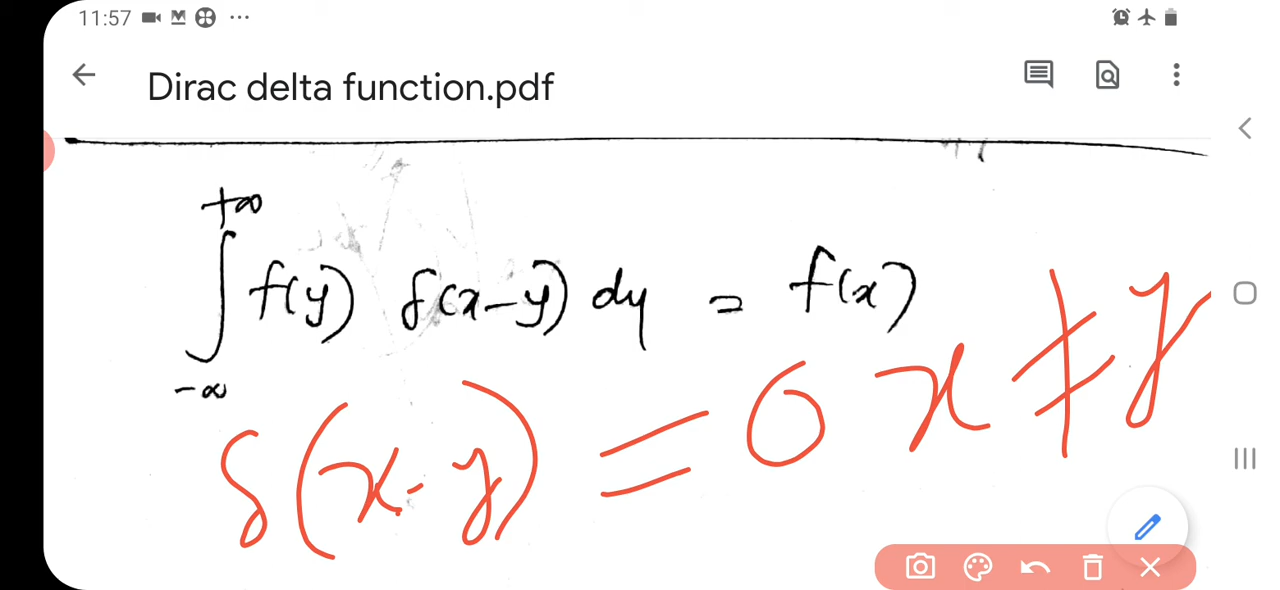 11:57
Dirac delta function.pdf
+∞
∫ f(y) δ(x-y) dy = f(x)
-∞
δ(x-y) = 0 x ≠ y